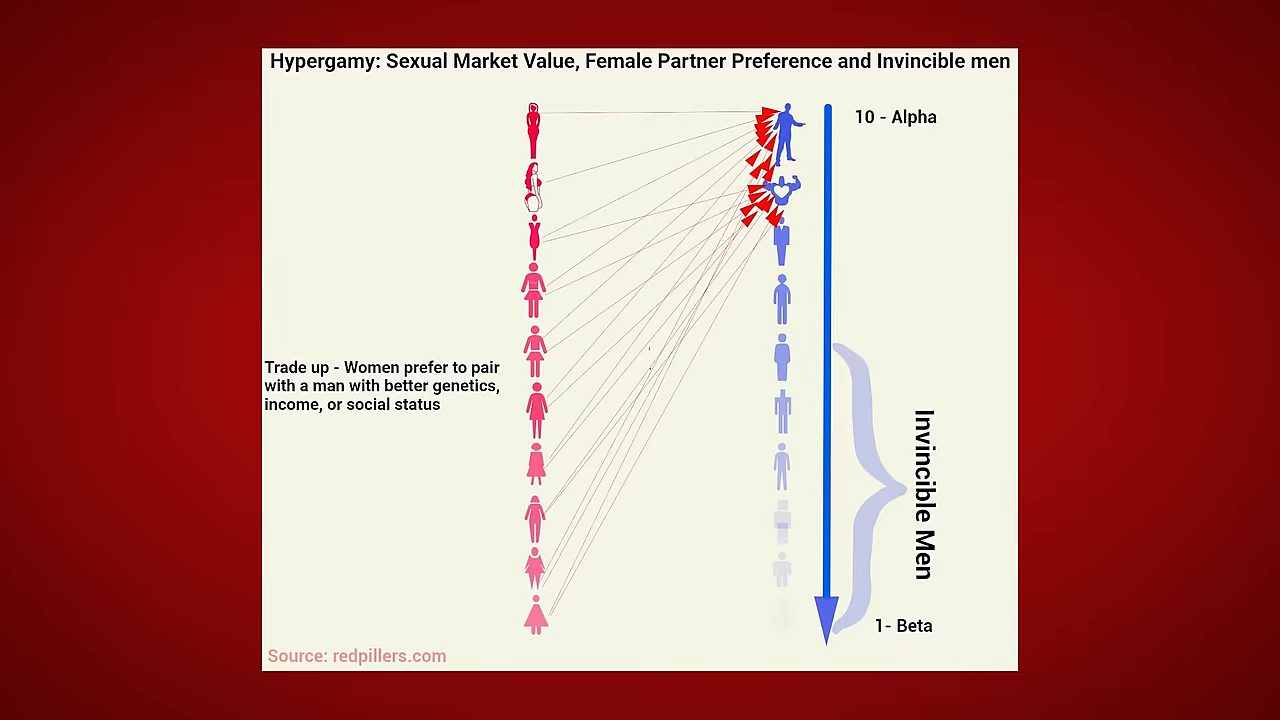 Hypergamy: Sexual Market Value, Female Partner Preference and Invincible men
10 - Alpha
Trade up - Women prefer to pair
with a man with better genetics,
income, or social status
Invincible Men
1- Beta
Source: redpillers.com